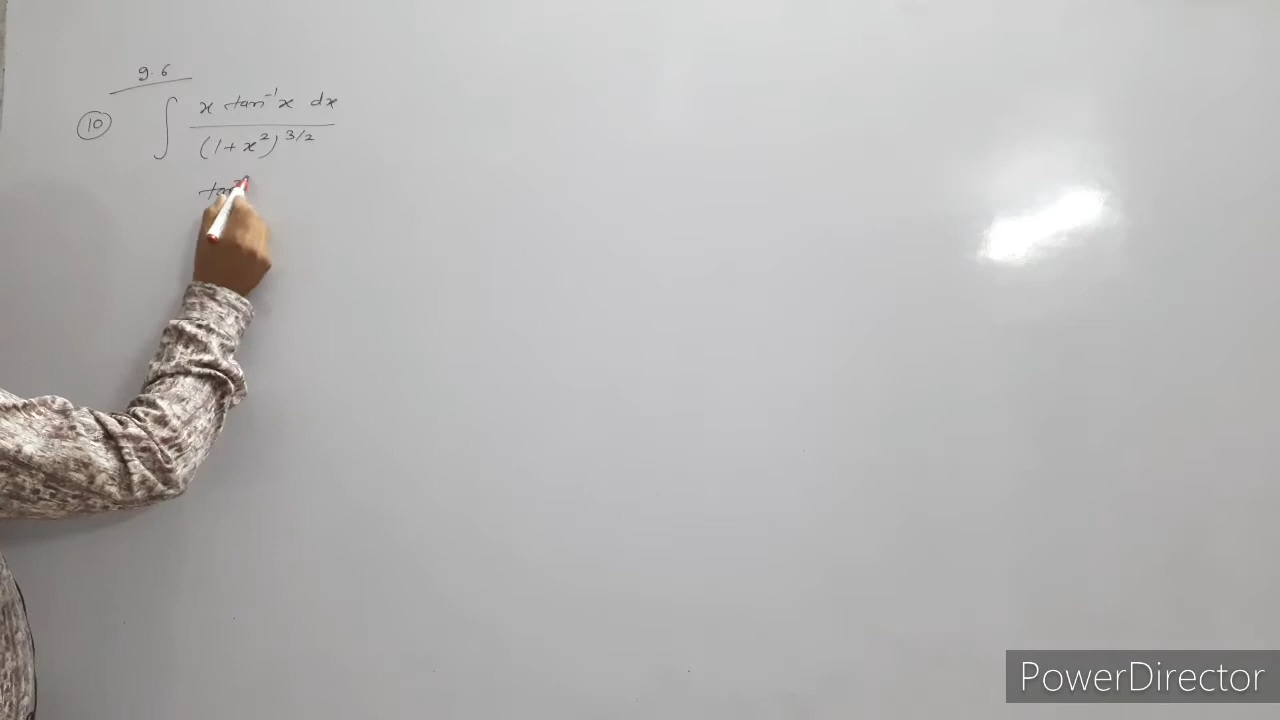 9.6
⑩ ∫ x tan⁻¹x dx
(1+x²)^3/2
PowerDirector